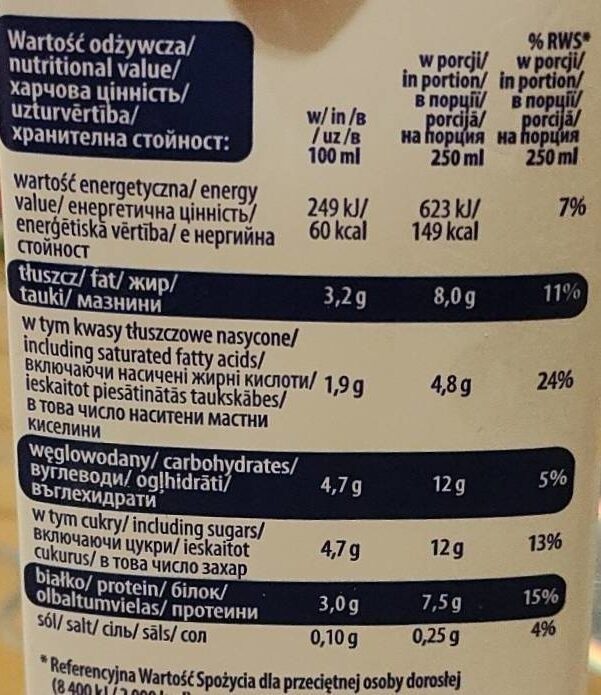 Wartość odżywcza/
nutritional value/
харчова цінність/
uzturvērtība/
хранителна стойност:
w/ in /в
/ uz /в
100 ml
w porcji/
in portion/
в порції/
porcijā/
на порция
250 ml
% RWS*
w porcji/
in portion/
в порції/
porcijā/
на порция
250 ml
wartość energetyczna/ energy
value/ енергетична цінність/
enerģētiskā vērtība/ е нергийна
стойност
249 kJ/
60 kcal
623 kJ/
149 kcal
7%
tłuszcz/ fat/ жир/
tauki/ мазнини
3,2 g
8,0 g
11%
w tym kwasy tłuszczowe nasycone/
including saturated fatty acids/
включаючи насичені жирні кислоти/
ieskaitot piesātinātās taukskābes/
в това число наситени мастни
киселини
1,9 g
4,8 g
24%
węglowodany/ carbohydrates/
вуглеводи/ ogļhidrāti/
въглехидрати
4,7 g
12 g
5%
w tym cukry/ including sugars/
включаючи цукри/ ieskaitot
cukurus/ в това число захар
4,7 g
12 g
13%
białko/ protein/ білок/
olbaltumvielas/ протеини
3,0 g
7,5 g
15%
sól/ salt/ сіль/ sāls/ сол
0,10 g
0,25 g
4%
* Referencyjna Wartość Spożycia dla przeciętnej osoby dorosłej
(8 400 kJ /